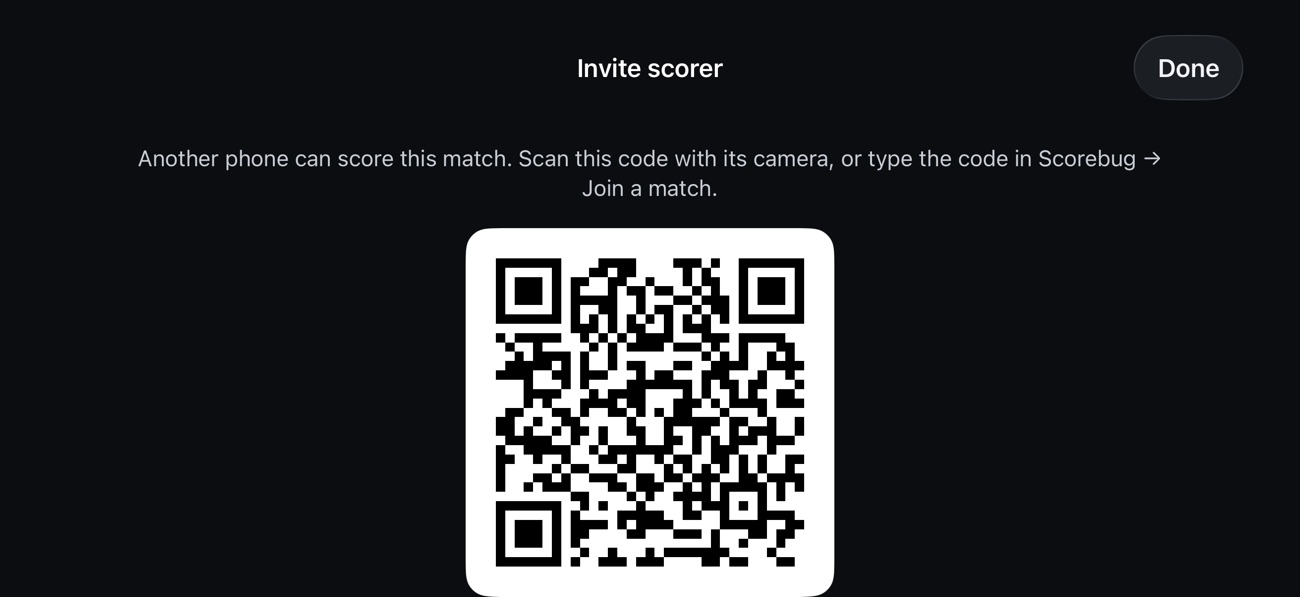 Invite scorer
Done
Another phone can score this match. Scan this code with its camera, or type the code in Scorebug →
Join a match.